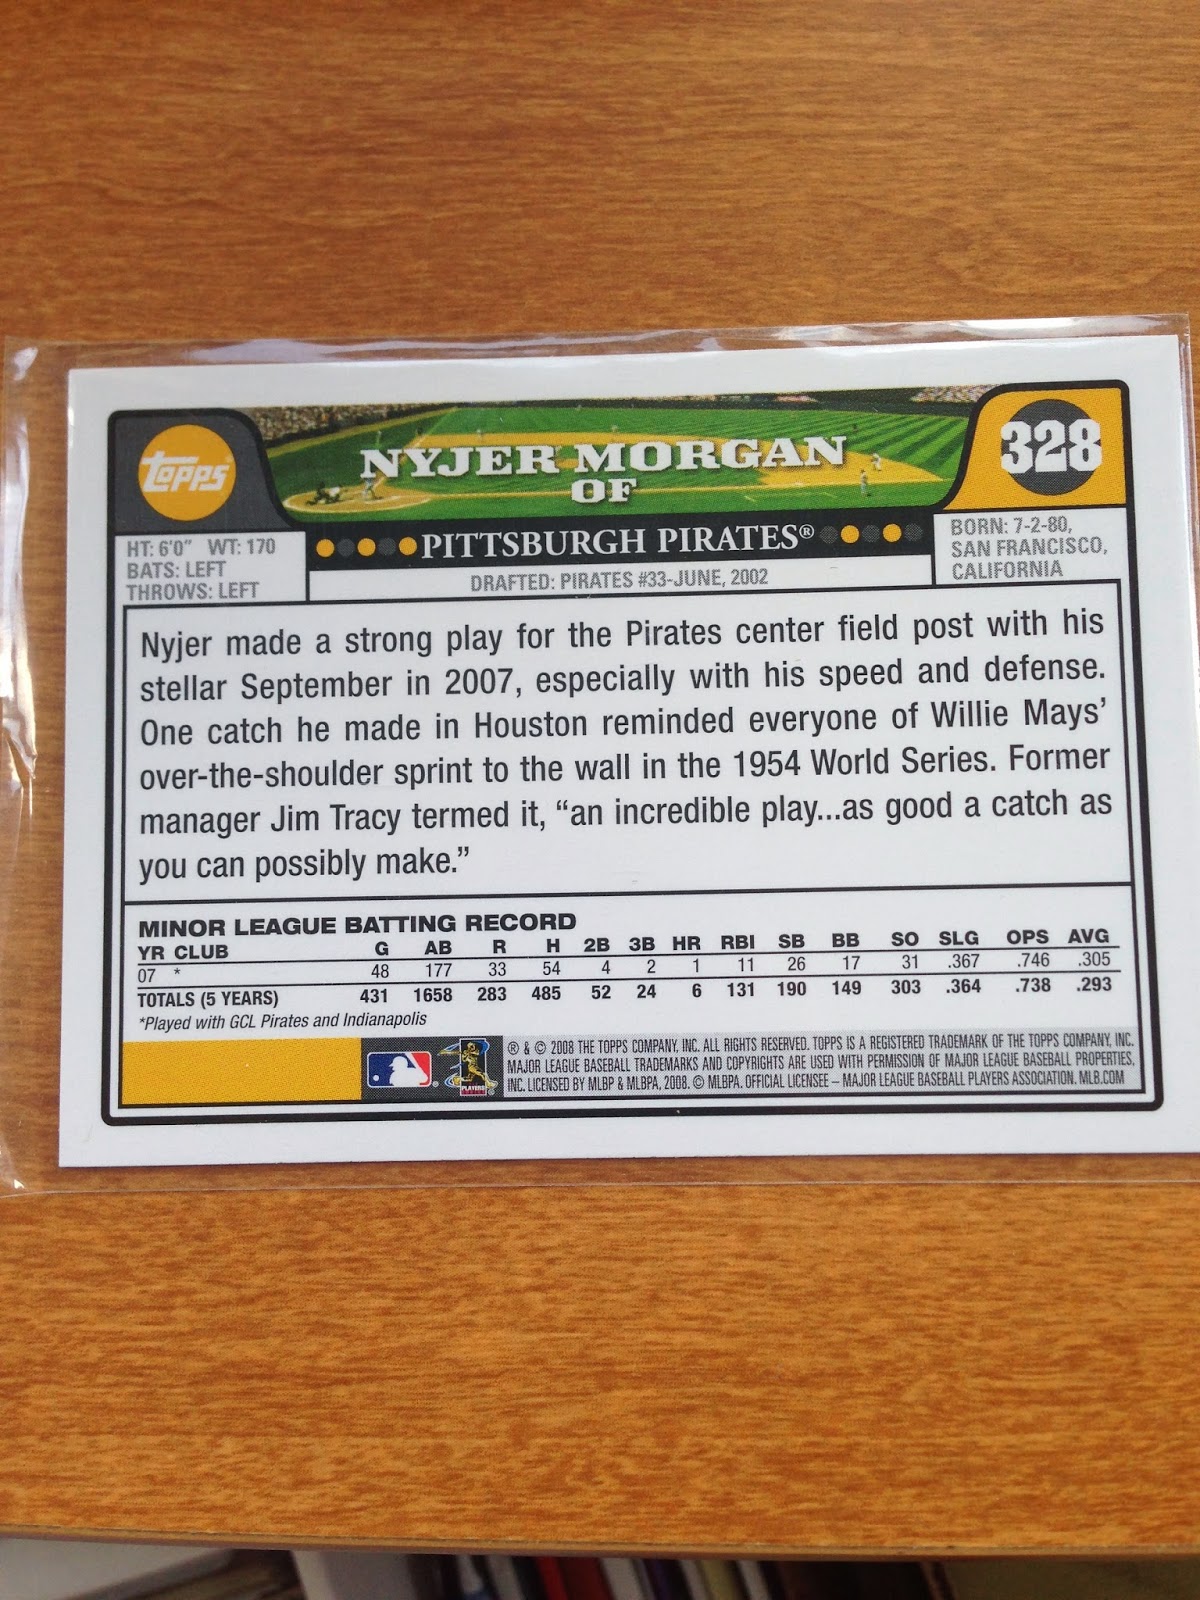 Topps
NYJER MORGAN
OF
328
HT: 6'0" WT: 170
BATS: LEFT
THROWS: LEFT
PITTSBURGH PIRATES®
DRAFTED: PIRATES #33-JUNE, 2002
BORN: 7-2-80,
SAN FRANCISCO,
CALIFORNIA
Nyjer made a strong play for the Pirates center field post with his
stellar September in 2007, especially with his speed and defense.
One catch he made in Houston reminded everyone of Willie Mays'
over-the-shoulder sprint to the wall in the 1954 World Series. Former
manager Jim Tracy termed it, “an incredible play...as good a catch as
you can possibly make.”
MINOR LEAGUE BATTING RECORD
YR CLUB G AB R H 2B 3B HR RBI SB BB SO SLG OPS AVG
07 * 48 177 33 54 4 2 1 11 26 17 31 .367 .746 .305
TOTALS (5 YEARS) 431 1658 283 485 52 24 6 131 190 149 303 .364 .738 .293
*Played with GCL Pirates and Indianapolis
® & © 2008 THE TOPPS COMPANY, INC. ALL RIGHTS RESERVED. TOPPS IS A REGISTERED TRADEMARK OF THE TOPPS COMPANY, INC.
MAJOR LEAGUE BASEBALL TRADEMARKS AND COPYRIGHTS ARE USED WITH PERMISSION OF MAJOR LEAGUE BASEBALL PROPERTIES,
INC. LICENSED BY MLBP & MLBPA, 2008. © MLBPA. OFFICIAL LICENSEE – MAJOR LEAGUE BASEBALL PLAYERS ASSOCIATION. MLB.COM
PLAYERS